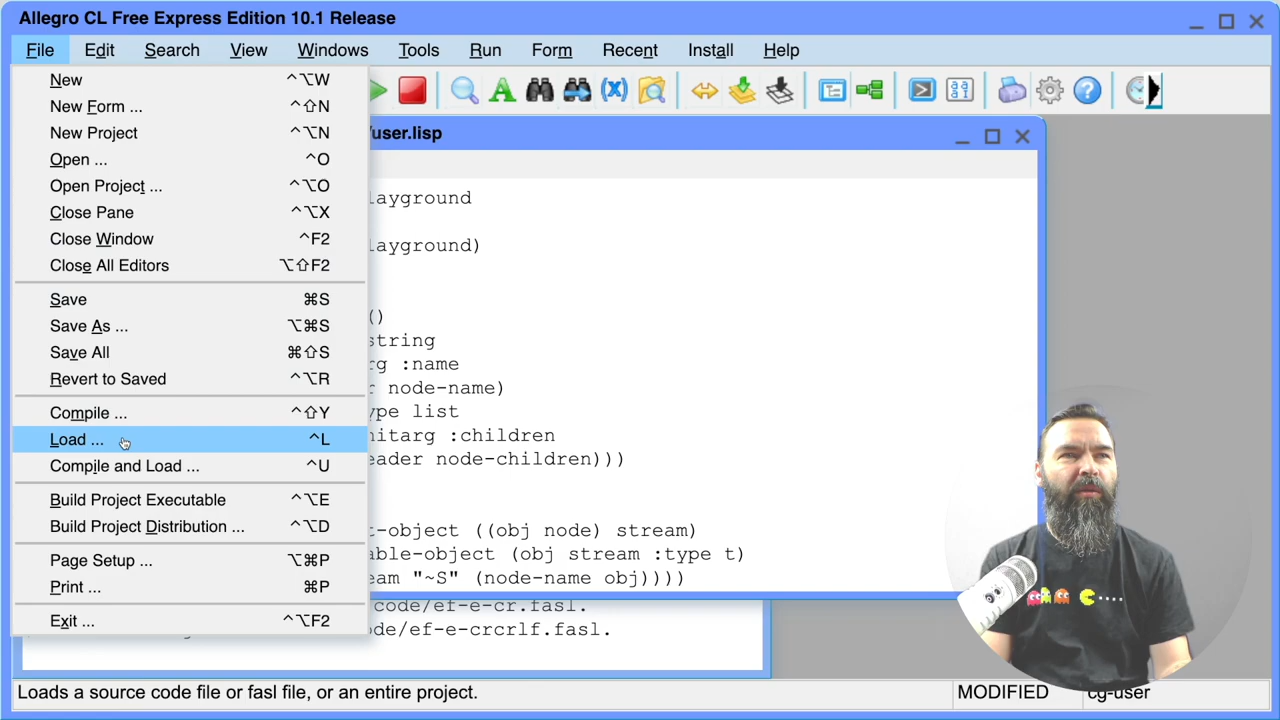 Allegro CL Free Express Edition 10.1 Release
File Edit Search View Windows Tools Run Form Recent Install Help
New ^⌥W
New Form ... ^⇧N
New Project ^⌥N
Open ... ^O
Open Project ... ^⌥O
Close Pane ^⌥X
Close Window ^F2
Close All Editors ⌥⇧F2
Save ⌘S
Save As ... ⌥⌘S
Save All ⌘⇧S
Revert to Saved ^⌥R
Compile ... ^⇧Y
Load ... ^L
Compile and Load ... ^U
Build Project Executable ^⌥E
Build Project Distribution ... ^⌥D
Page Setup ... ⌥⌘P
Print ... ⌘P
Exit ... ^⌥F2
/user.lisp
layground
layground)
()
string
rg :name
node-name)
ype list
nitarg :children
eader node-children)))
t-object ((obj node) stream)
able-object (obj stream :type t)
eam "~S" (node-name obj))))
code/ef-e-cr.fasl.
ode/ef-e-crcrlf.fasl.
Loads a source code file or fasl file, or an entire project.
MODIFIED
cg-user